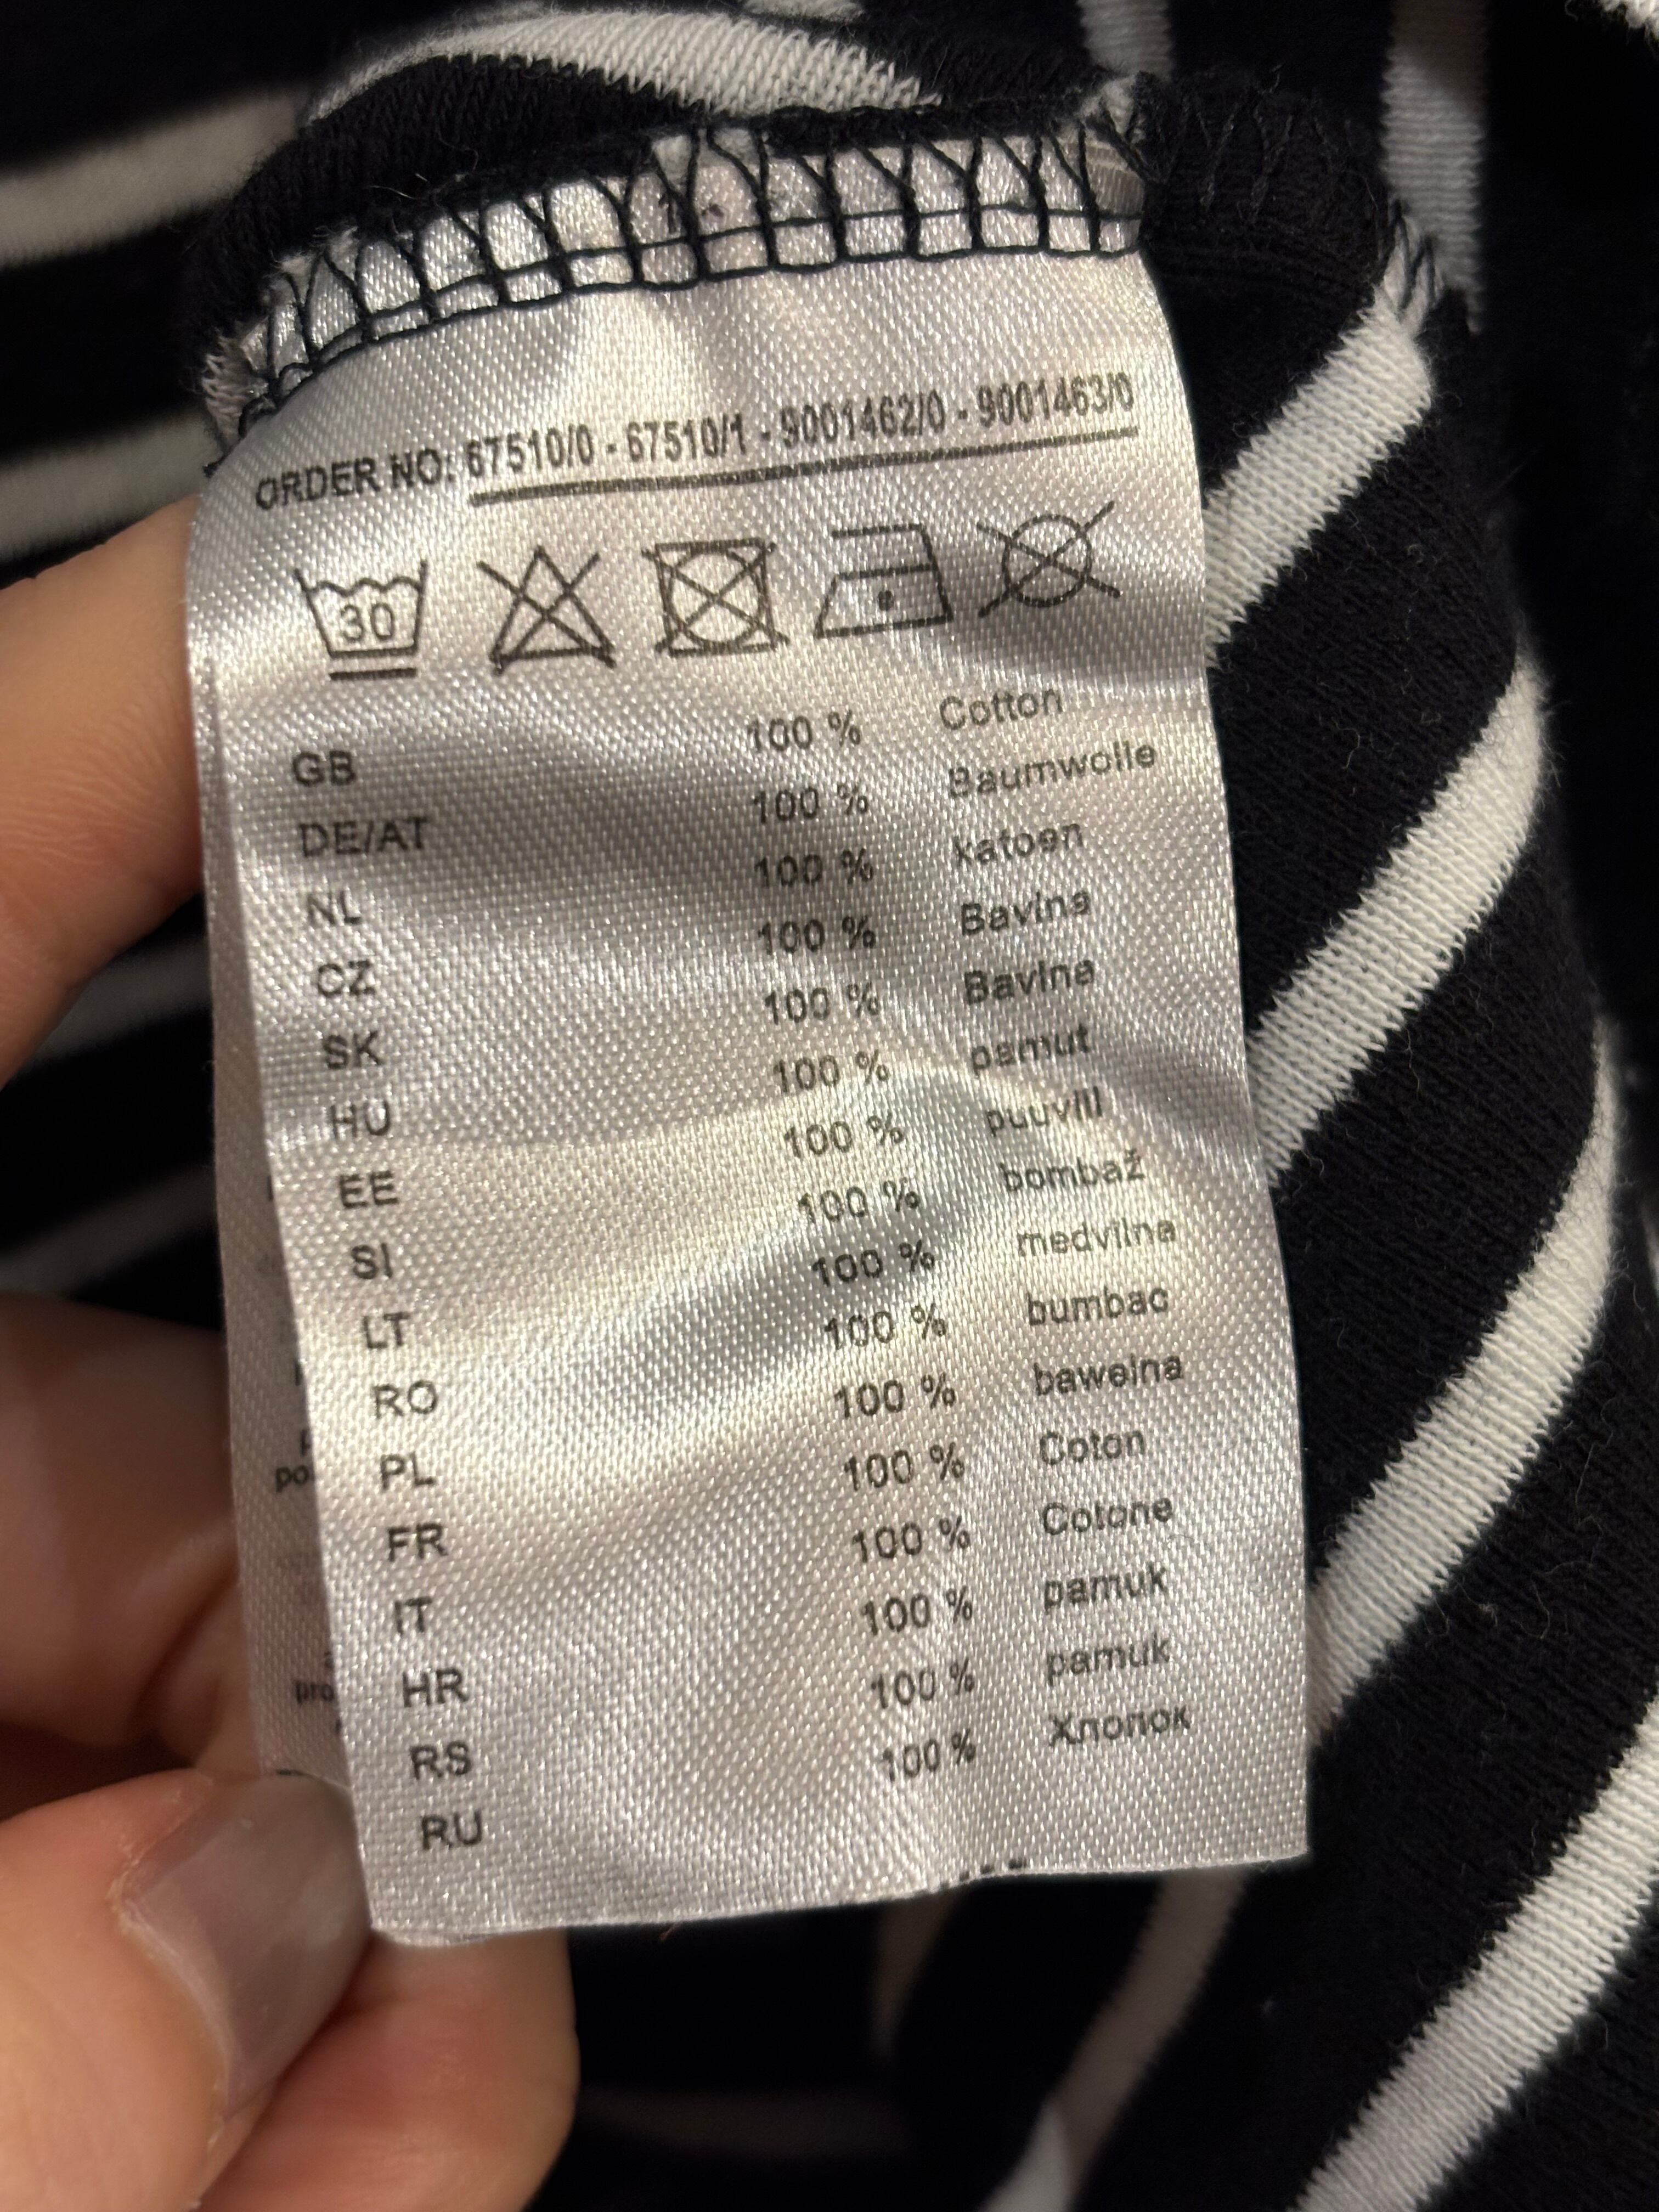 ORDER NO: 67510/0 - 67510/1 - 9001462/0 - 9001463/0
30
GB 100 % Cotton
DE/AT 100 % Baumwolle
NL 100 % katoen
CZ 100 % Bavlna
SK 100 % Bavlna
HU 100 % pamut
EE 100 % puuvill
SI 100 % bombaž
LT 100 % medvilna
RO 100 % bumbac
PL 100 % bawelna
FR 100 % Coton
IT 100 % Cotone
HR 100 % pamuk
RS 100 % pamuk
RU 100 % Хлопок